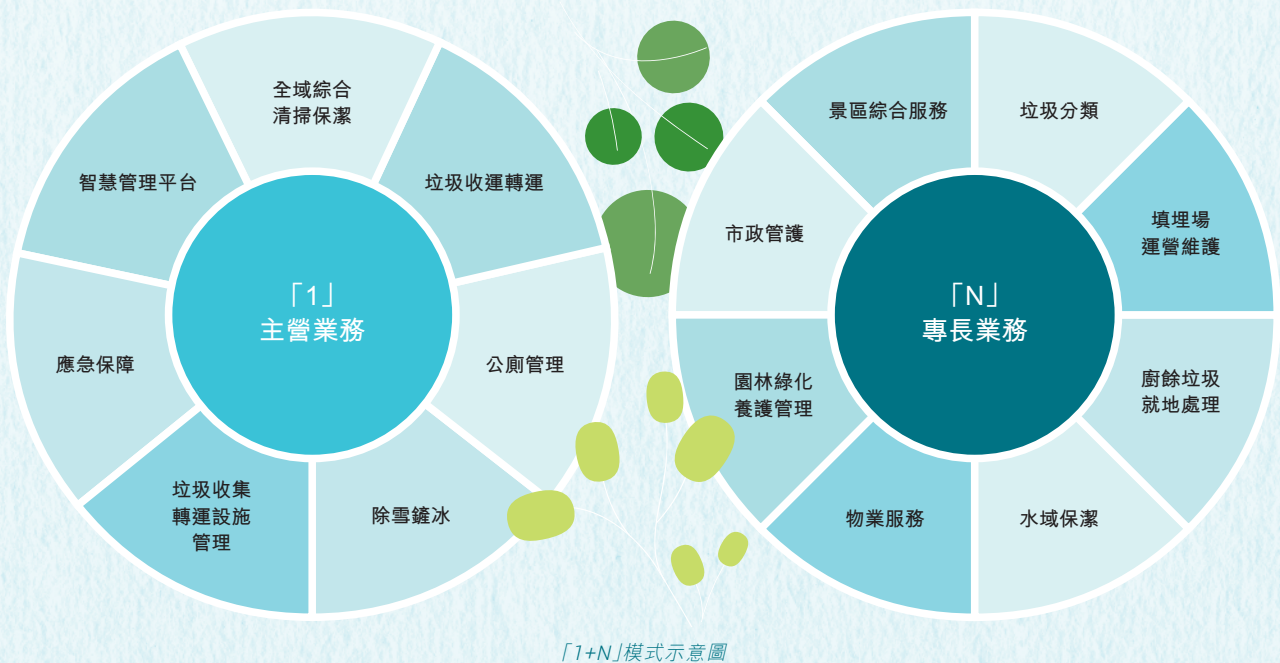 全域綜合
清掃保潔
垃圾收運轉運
公廁管理
除雪鏟冰
垃圾收集
轉運設施
管理
應急保障
智慧管理平台
「1」
主營業務
景區綜合服務
垃圾分類
填埋場
運營維護
廚餘垃圾
就地處理
水域保潔
物業服務
園林綠化
養護管理
市政管護
「N」
專長業務
「1+N」模式示意圖